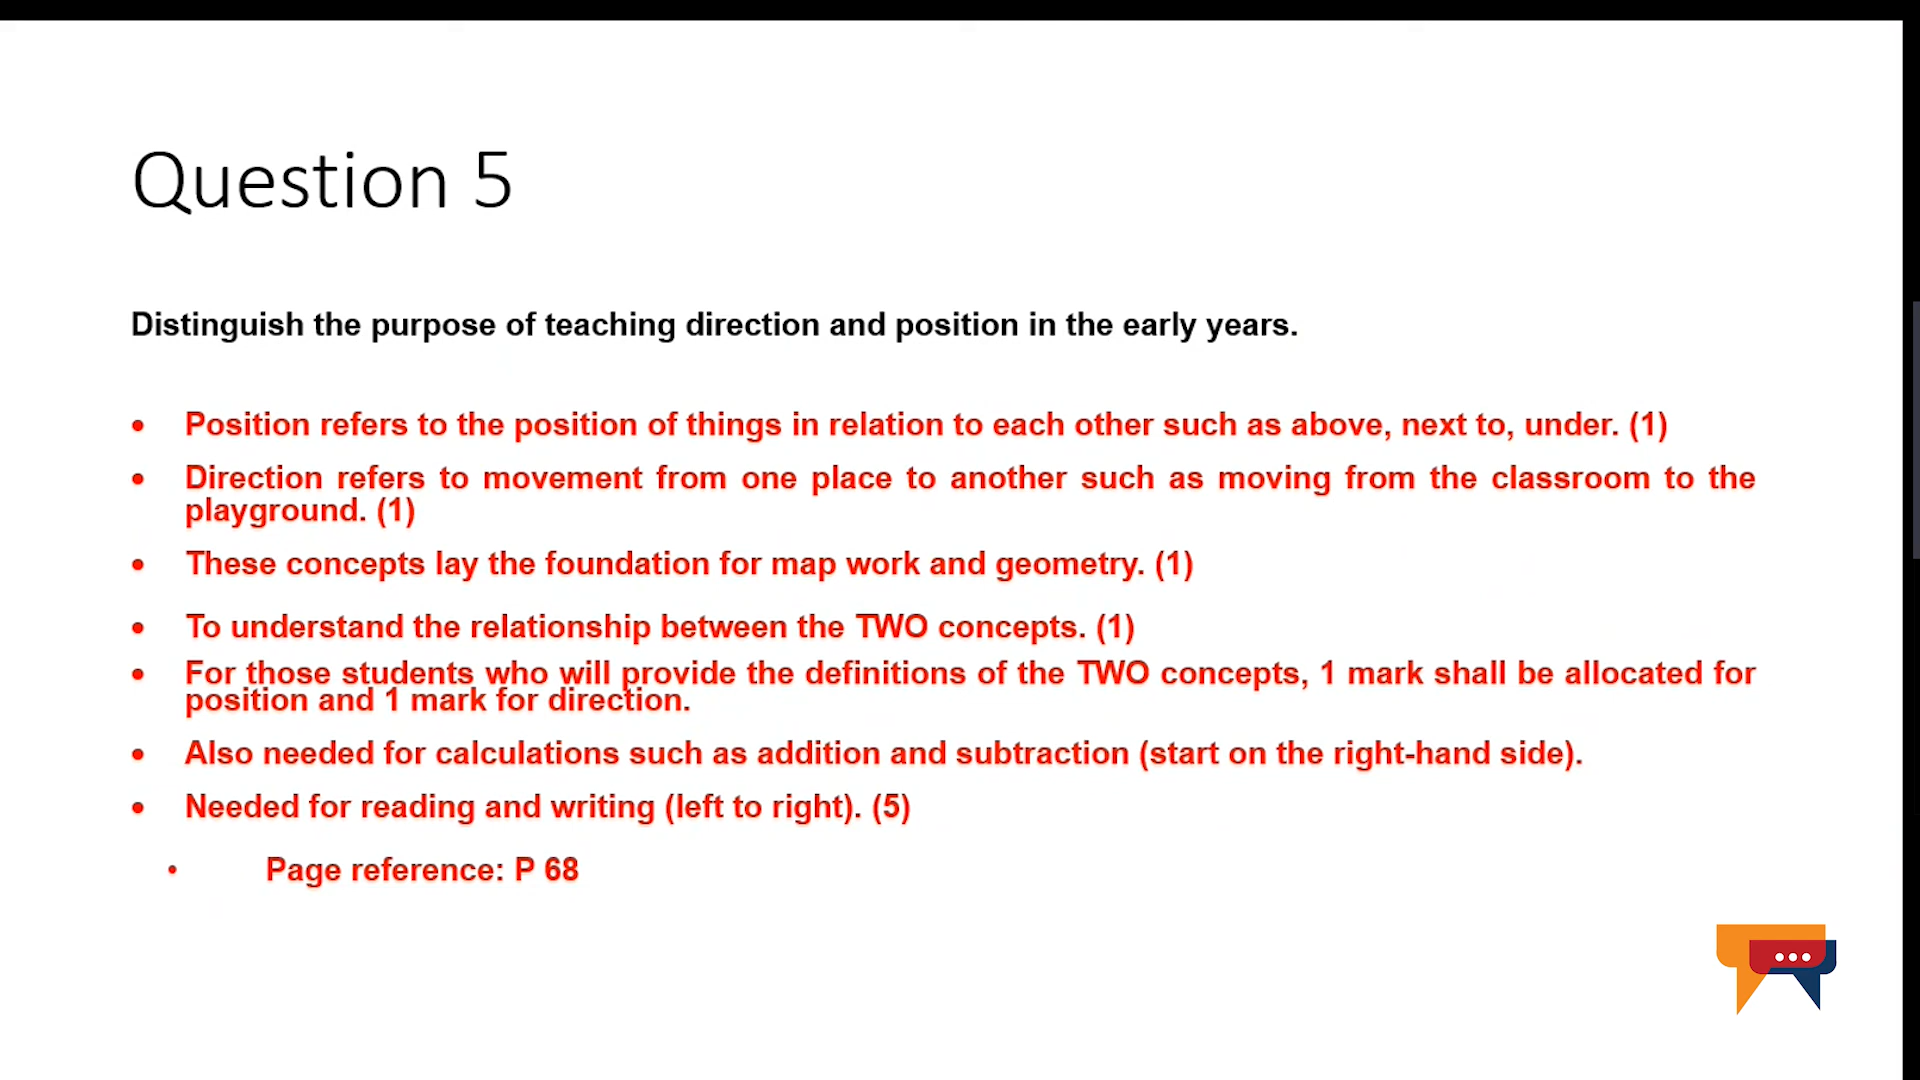 Question 5
Distinguish the purpose of teaching direction and position in the early years.
• Position refers to the position of things in relation to each other such as above, next to, under. (1)
• Direction refers to movement from one place to another such as moving from the classroom to the
playground. (1)
• These concepts lay the foundation for map work and geometry. (1)
• To understand the relationship between the TWO concepts. (1)
• For those students who will provide the definitions of the TWO concepts, 1 mark shall be allocated for
position and 1 mark for direction.
• Also needed for calculations such as addition and subtraction (start on the right-hand side).
• Needed for reading and writing (left to right). (5)
• Page reference: P 68